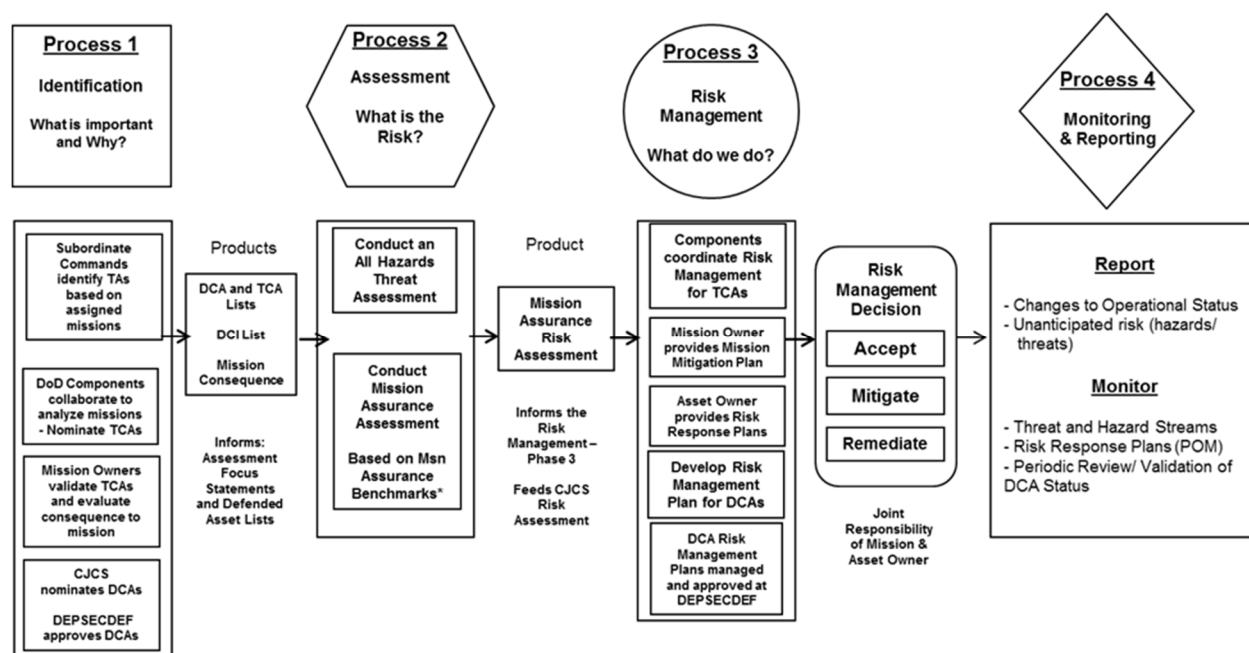 Process 1
Identification
What is important
and Why?
Process 2
Assessment
What is the
Risk?
Process 3
Risk
Management
What do we do?
Process 4
Monitoring
& Reporting
Subordinate
Commands
identify TAs
based on
assigned
missions
DoD Components
collaborate to
analyze missions
- Nominate TCAs
Mission Owners
validate TCAs
and evaluate
consequence to
mission
CJCS
nominates DCAs
DEPSECDEF
approves DCAs
Products
DCA and TCA
Lists
DCI List
Mission
Consequence
Informs:
Assessment
Focus
Statements
and Defended
Asset Lists
Conduct an
All Hazards
Threat
Assessment
Conduct
Mission
Assurance
Assessment
Based on Msn
Assurance
Benchmarks*
Product
Mission
Assurance
Risk
Assessment
Informs the
Risk
Management –
Phase 3
Feeds CJCS
Risk
Assessment
Components
coordinate Risk
Management
for TCAs
Mission Owner
provides Mission
Mitigation Plan
Asset Owner
provides Risk
Response Plans
Develop Risk
Management
Plan for DCAs
DCA Risk
Management
Plans managed
and approved at
DEPSECDEF
Risk
Management
Decision
Accept
Mitigate
Remediate
Joint
Responsibility
of Mission &
Asset Owner
Report
- Changes to Operational Status
- Unanticipated risk (hazards/
threats)
Monitor
- Threat and Hazard Streams
- Risk Response Plans (POM)
- Periodic Review/ Validation of
DCA Status